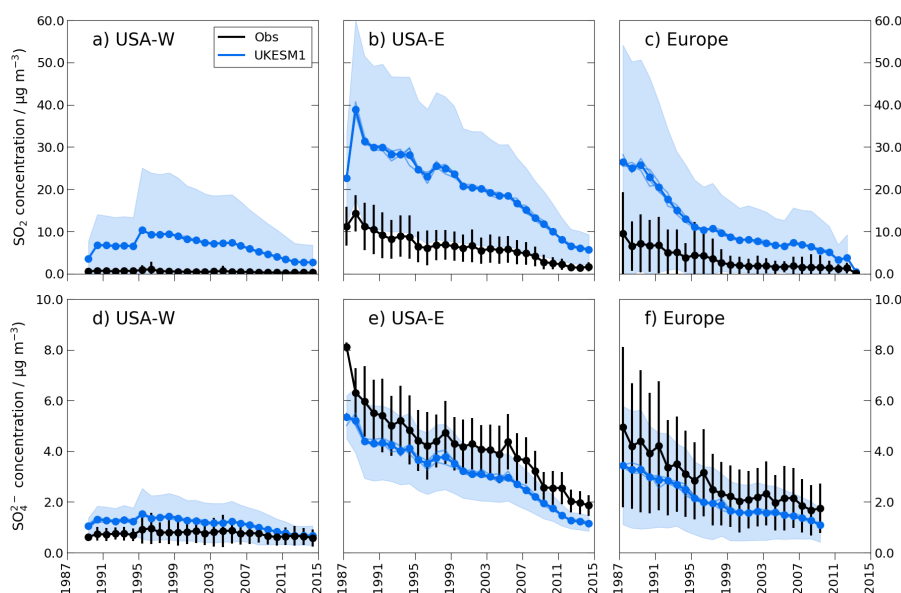 60.0
50.0
40.0
30.0
20.0
10.0
0.0
SO₂ concentration / µg m⁻³)
a) USA-W
Obs
UKESM1
b) USA-E
c) Europe
60.0
50.0
40.0
30.0
20.0
10.0
0.0
10.0
8.0
6.0
4.0
2.0
0.0
SO₄²⁻ concentration / µg m⁻³)
d) USA-W
e) USA-E
f) Europe
10.0
8.0
6.0
4.0
2.0
0.0
1987 1991 1995 1999 2003 2007 2011 2015
1987 1991 1995 1999 2003 2007 2011 2015
1987 1991 1995 1999 2003 2007 2011 2015